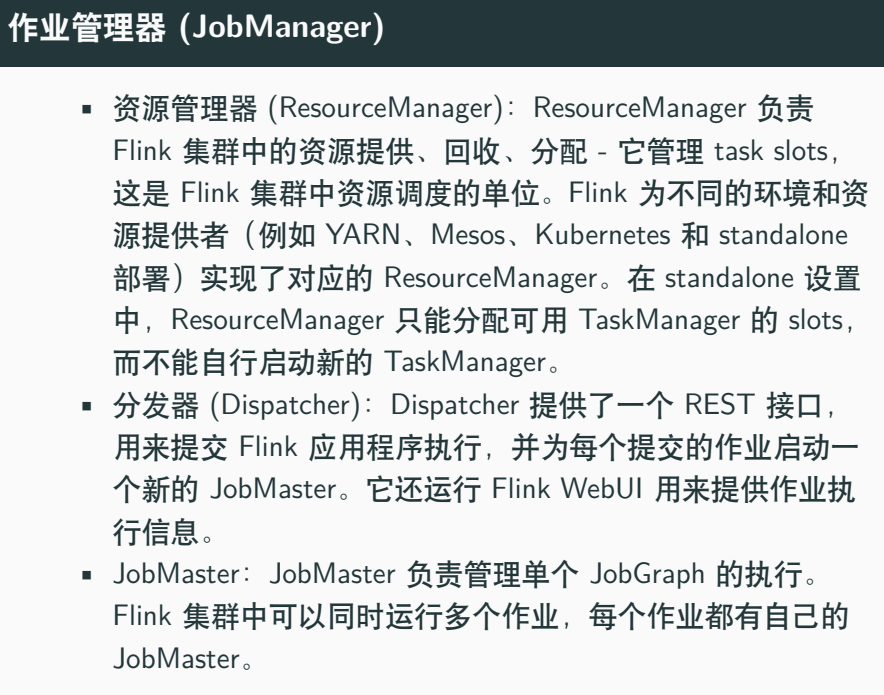 作业管理器 (JobManager)
▪ 资源管理器 (ResourceManager)：ResourceManager 负责
Flink 集群中的资源提供、回收、分配 - 它管理 task slots，
这是 Flink 集群中资源调度的单位。Flink 为不同的环境和资
源提供者（例如 YARN、Mesos、Kubernetes 和 standalone
部署）实现了对应的 ResourceManager。在 standalone 设置
中，ResourceManager 只能分配可用 TaskManager 的 slots，
而不能自行启动新的 TaskManager。
▪ 分发器 (Dispatcher)：Dispatcher 提供了一个 REST 接口，
用来提交 Flink 应用程序执行，并为每个提交的作业启动一
个新的 JobMaster。它还运行 Flink WebUI 用来提供作业执
行信息。
▪ JobMaster：JobMaster 负责管理单个 JobGraph 的执行。
Flink 集群中可以同时运行多个作业，每个作业都有自己的
JobMaster。